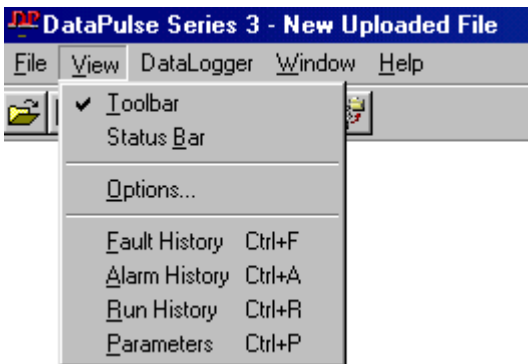 DP DataPulse Series 3 - New Uploaded File
File View DataLogger Window Help
✔ Toolbar
Status Bar
Options...
Fault History Ctrl+F
Alarm History Ctrl+A
Run History Ctrl+R
Parameters Ctrl+P